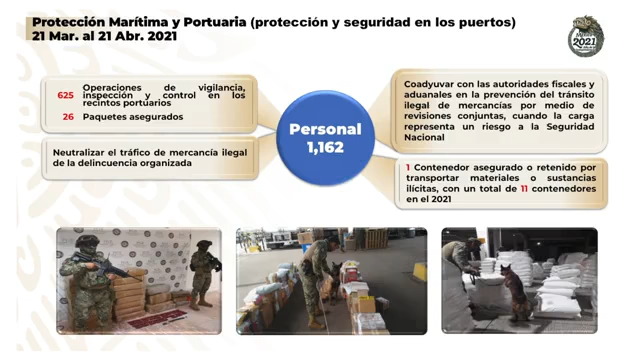 Protección Marítima y Portuaria (protección y seguridad en los puertos)
21 Mar. al 21 Abr. 2021
625 Operaciones de vigilancia,
inspección y control en los
recintos portuarios
26 Paquetes asegurados
Neutralizar el tráfico de mercancía ilegal
de la delincuencia organizada
Personal
1,162
Coadyuvar con las autoridades fiscales y
aduanales en la prevención del tránsito
ilegal de mercancías por medio de
revisiones conjuntas, cuando la carga
representa un riesgo a la Seguridad
Nacional
1 Contenedor asegurado o retenido por
transportar materiales o sustancias
ilícitas, con un total de 11 contenedores
en el 2021
México
2021